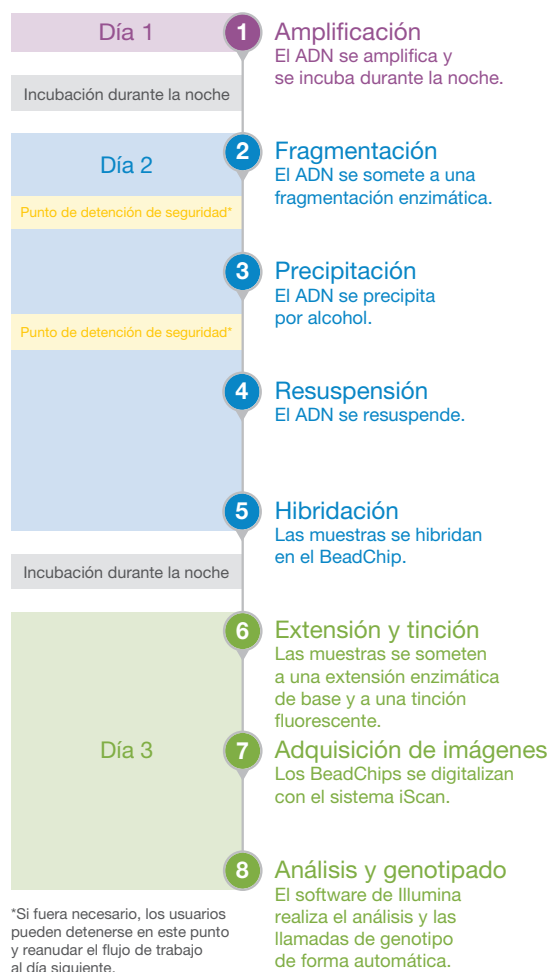 Día 1
1
Amplificación
El ADN se amplifica y
se incuba durante la noche.
Incubación durante la noche
Día 2
2
Fragmentación
El ADN se somete a una
fragmentación enzimática.
Punto de detención de seguridad*
3
Precipitación
El ADN se precipita
por alcohol.
Punto de detención de seguridad*
4
Resuspensión
El ADN se resuspende.
5
Hibridación
Las muestras se hibridan
en el BeadChip.
Incubación durante la noche
6
Extensión y tinción
Las muestras se someten
a una extensión enzimática
de base y a una tinción
fluorescente.
Día 3
7
Adquisición de imágenes
Los BeadChips se digitalizan
con el sistema iScan.
8
Análisis y genotipado
El software de Illumina
realiza el análisis y las
llamadas de genotipo
de forma automática.
*Si fuera necesario, los usuarios
pueden detenerse en este punto
y reanudar el flujo de trabajo
al día siguiente.